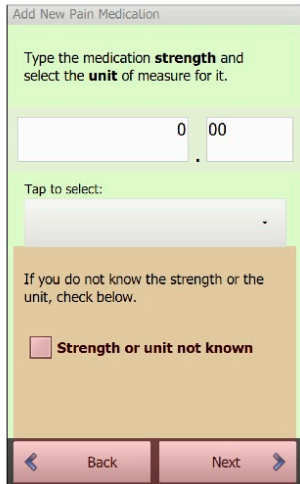 Add New Pain Medication
Type the medication strength and
select the unit of measure for it.
0 . 00
Tap to select:
If you do not know the strength or the
unit, check below.
Strength or unit not known
Back Next